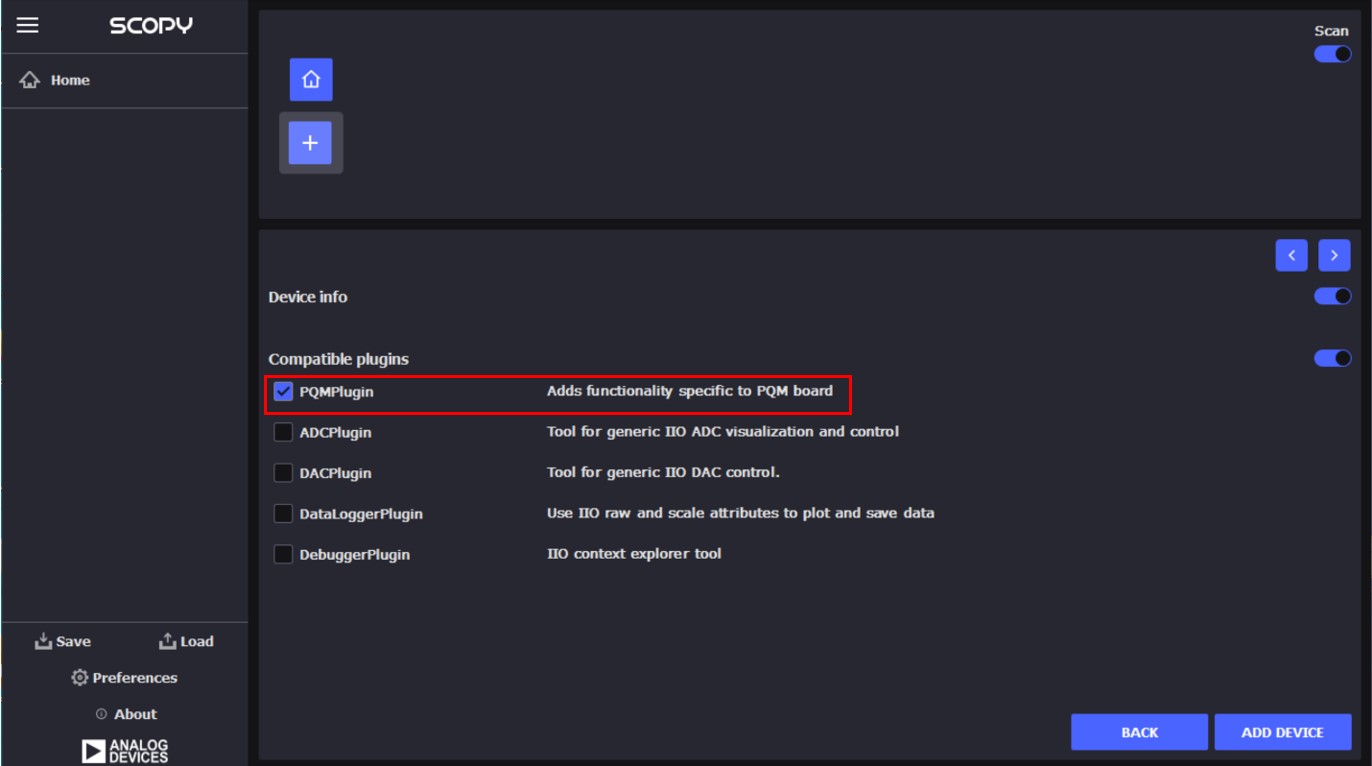 SCOPY
Scan
Home
Device info
Compatible plugins
PQMPlugin Adds functionality specific to PQM board
ADCPlugin Tool for generic IIO ADC visualization and control
DACPlugin Tool for generic IIO DAC control.
DataLoggerPlugin Use IIO raw and scale attributes to plot and save data
DebuggerPlugin IIO context explorer tool
Save Load
Preferences
About
ANALOG
DEVICES
BACK ADD DEVICE